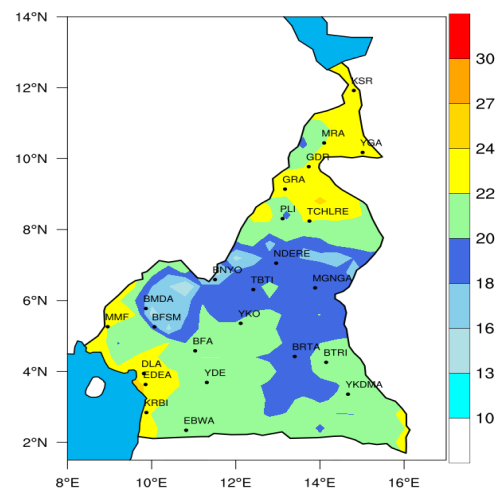 14°N
12°N
10°N
8°N
6°N
4°N
2°N
8°E 10°E 12°E 14°E 16°E
KSR
MRA
YGA
GDR
GRA
PLI TCHLRE
NDERE
BNYO
TBTI MGNGA
BMDA
MMF BFSM
YKO
BFA
BRTA
BTRI
DLA
EDEA YDE
YKDMA
KRBI
EBWA
30
27
24
22
20
18
16
13
10